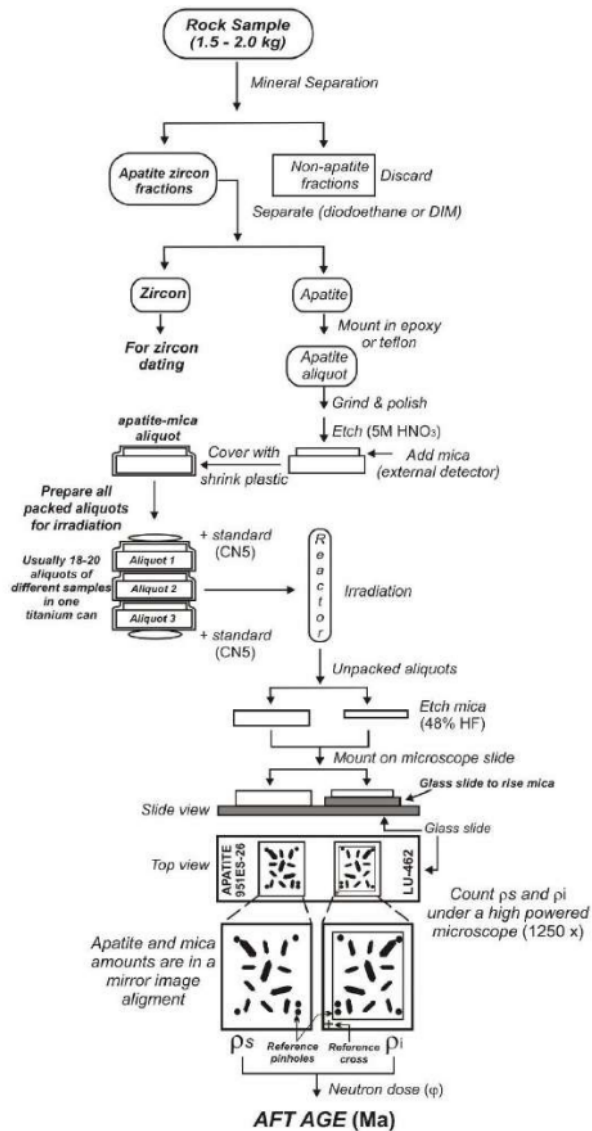 Rock Sample
(1.5 - 2.0 kg)
Mineral Separation
Apatite zircon
fractions
Non-apatite
fractions
Discard
Separate (diodoethane or DIM)
Zircon
Apatite
For zircon
dating
Mount in epoxy
or teflon
Apatite
aliquot
Grind & polish
Etch (5M HNO₃)
apatite-mica
aliquot
Cover with
shrink plastic
Add mica
(external detector)
Prepare all
packed aliquots
for irradiation
+ standard
(CN5)
Usually 18-20
aliquots of
different samples
in one
titanium can
Aliquot 1
Aliquot 2
Aliquot 3
Reactor
Irradiation
+ standard
(CN5)
Unpacked aliquots
Etch mica
(48% HF)
Mount on microscope slide
Glass slide to rise mica
Slide view
Glass slide
Top view
APATITE
951E5-26
LU-462
Count ρs and ρi
under a high powered
microscope (1250 x)
Apatite and mica
amounts are in a
mirror image
aligment
+
ρs
Reference
pinholes
Reference
cross
ρi
Neutron dose (φ)
AFT AGE (Ma)